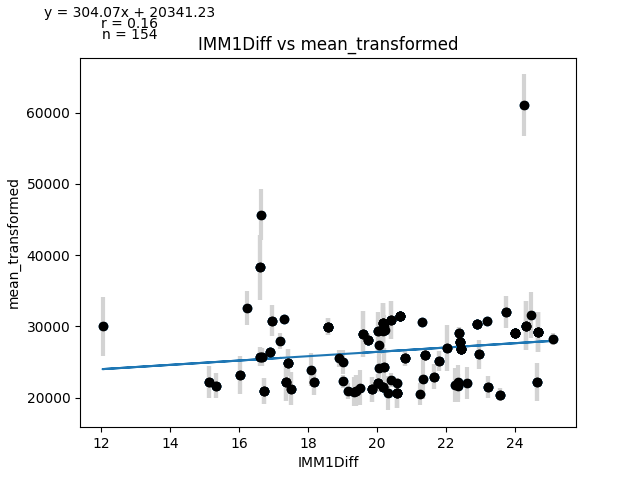 y = 304.07x + 20341.23
r = 0.16
n = 154
IMM1Diff vs mean_transformed
60000
50000
40000
30000
20000
mean_transformed
12 14 16 18 20 22 24
IMM1Diff